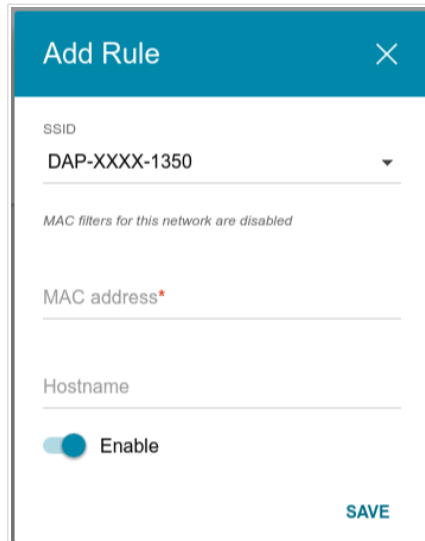 Add Rule
SSID
DAP-XXXX-1350
MAC filters for this network are disabled
MAC address*
Hostname
Enable
SAVE